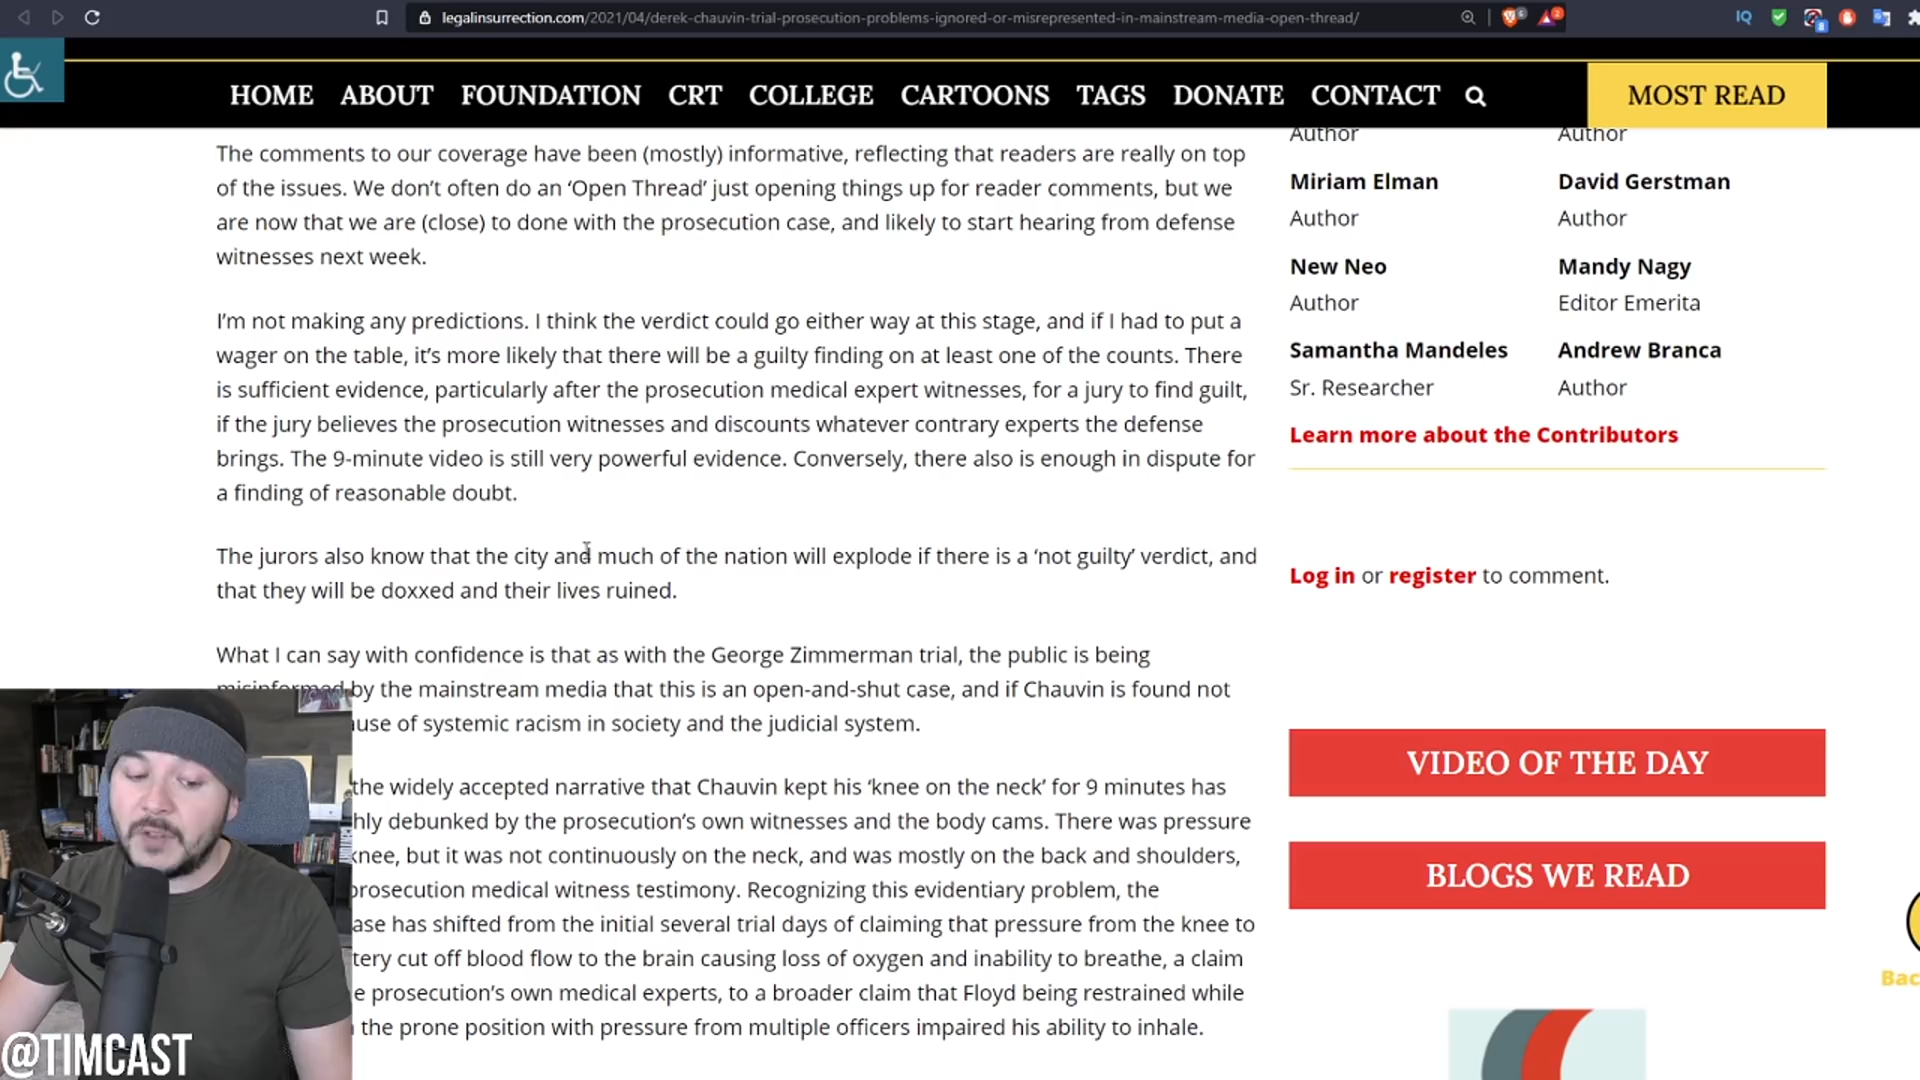 legalinsurrection.com/2021/04/derek-chauvin-trial-prosecution-problems-ignored-or-misrepresented-in-mainstream-media-open-thread/
HOME ABOUT FOUNDATION CRT COLLEGE CARTOONS TAGS DONATE CONTACT
MOST READ
The comments to our coverage have been (mostly) informative, reflecting that readers are really on top
of the issues. We don’t often do an ‘Open Thread’ just opening things up for reader comments, but we
are now that we are (close) to done with the prosecution case, and likely to start hearing from defense
witnesses next week.
I’m not making any predictions. I think the verdict could go either way at this stage, and if I had to put a
wager on the table, it’s more likely that there will be a guilty finding on at least one of the counts. There
is sufficient evidence, particularly after the prosecution medical expert witnesses, for a jury to find guilt,
if the jury believes the prosecution witnesses and discounts whatever contrary experts the defense
brings. The 9-minute video is still very powerful evidence. Conversely, there also is enough in dispute for
a finding of reasonable doubt.
The jurors also know that the city and much of the nation will explode if there is a ‘not guilty’ verdict, and
that they will be doxxed and their lives ruined.
What I can say with confidence is that as with the George Zimmerman trial, the public is being
misinformed by the mainstream media that this is an open-and-shut case, and if Chauvin is found not
of systemic racism in society and the judicial system.
the widely accepted narrative that Chauvin kept his ‘knee on the neck’ for 9 minutes has
debunked by the prosecution’s own witnesses and the body cams. There was pressure
knee, but it was not continuously on the neck, and was mostly on the back and shoulders,
prosecution medical witness testimony. Recognizing this evidentiary problem, the
has shifted from the initial several trial days of claiming that pressure from the knee to
cut off blood flow to the brain causing loss of oxygen and inability to breathe, a claim
prosecution’s own medical experts, to a broader claim that Floyd being restrained while
the prone position with pressure from multiple officers impaired his ability to inhale.
Author Author
Miriam Elman David Gerstman
Author Author
New Neo Mandy Nagy
Author Editor Emerita
Samantha Mandeles Andrew Branca
Sr. Researcher Author
Learn more about the Contributors
Log in or register to comment.
VIDEO OF THE DAY
BLOGS WE READ
@TIMCAST